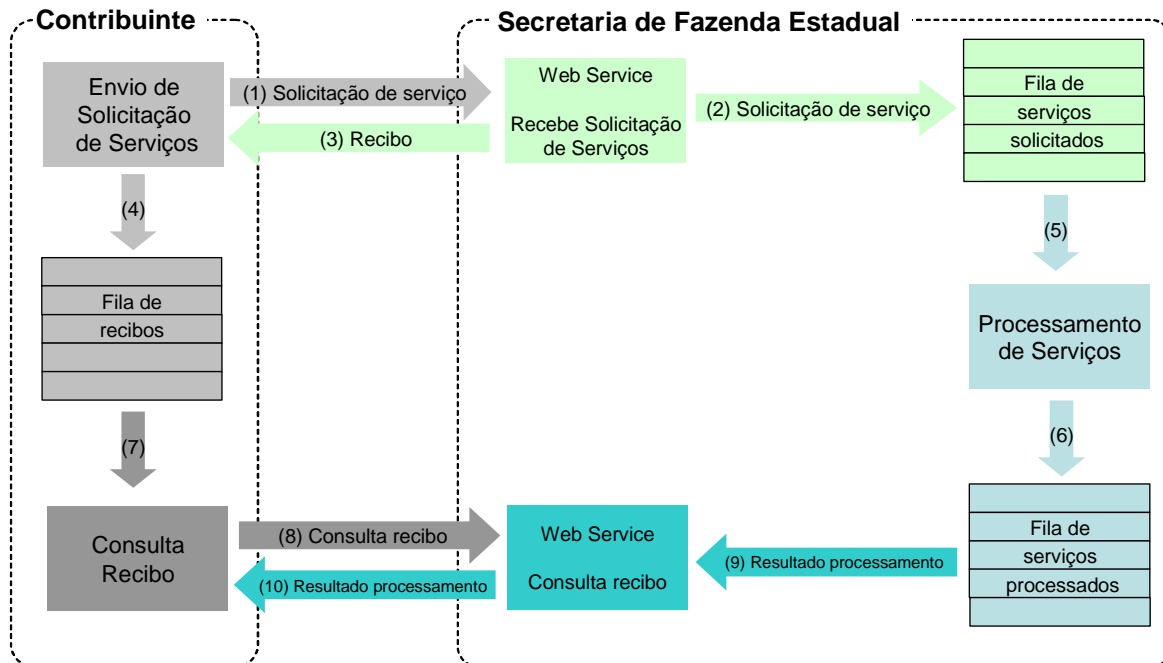 Contribuinte
Secretaria de Fazenda Estadual
Envio de
Solicitação
de Serviços
(1) Solicitação de serviço
(3) Recibo
Web Service
Recebe Solicitação
de Serviços
(2) Solicitação de serviço
Fila de
serviços
solicitados
(4)
(5)
Fila de
recibos
Processamento
de Serviços
(7)
(6)
Consulta
Recibo
(8) Consulta recibo
(10) Resultado processamento
Web Service
Consulta recibo
(9) Resultado processamento
Fila de
serviços
processados